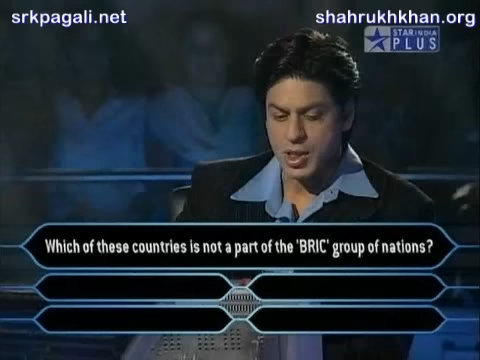 srkpagali.net
shahrukhkhan.org
STAR INDIA
PLUS
Which of these countries is not a part of the 'BRIC' group of nations?